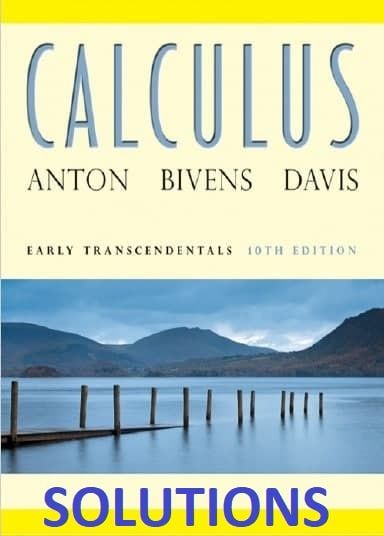 CALCULUS
ANTON BIVENS DAVIS
EARLY TRANSCENDENTALS 10TH EDITION
SOLUTIONS